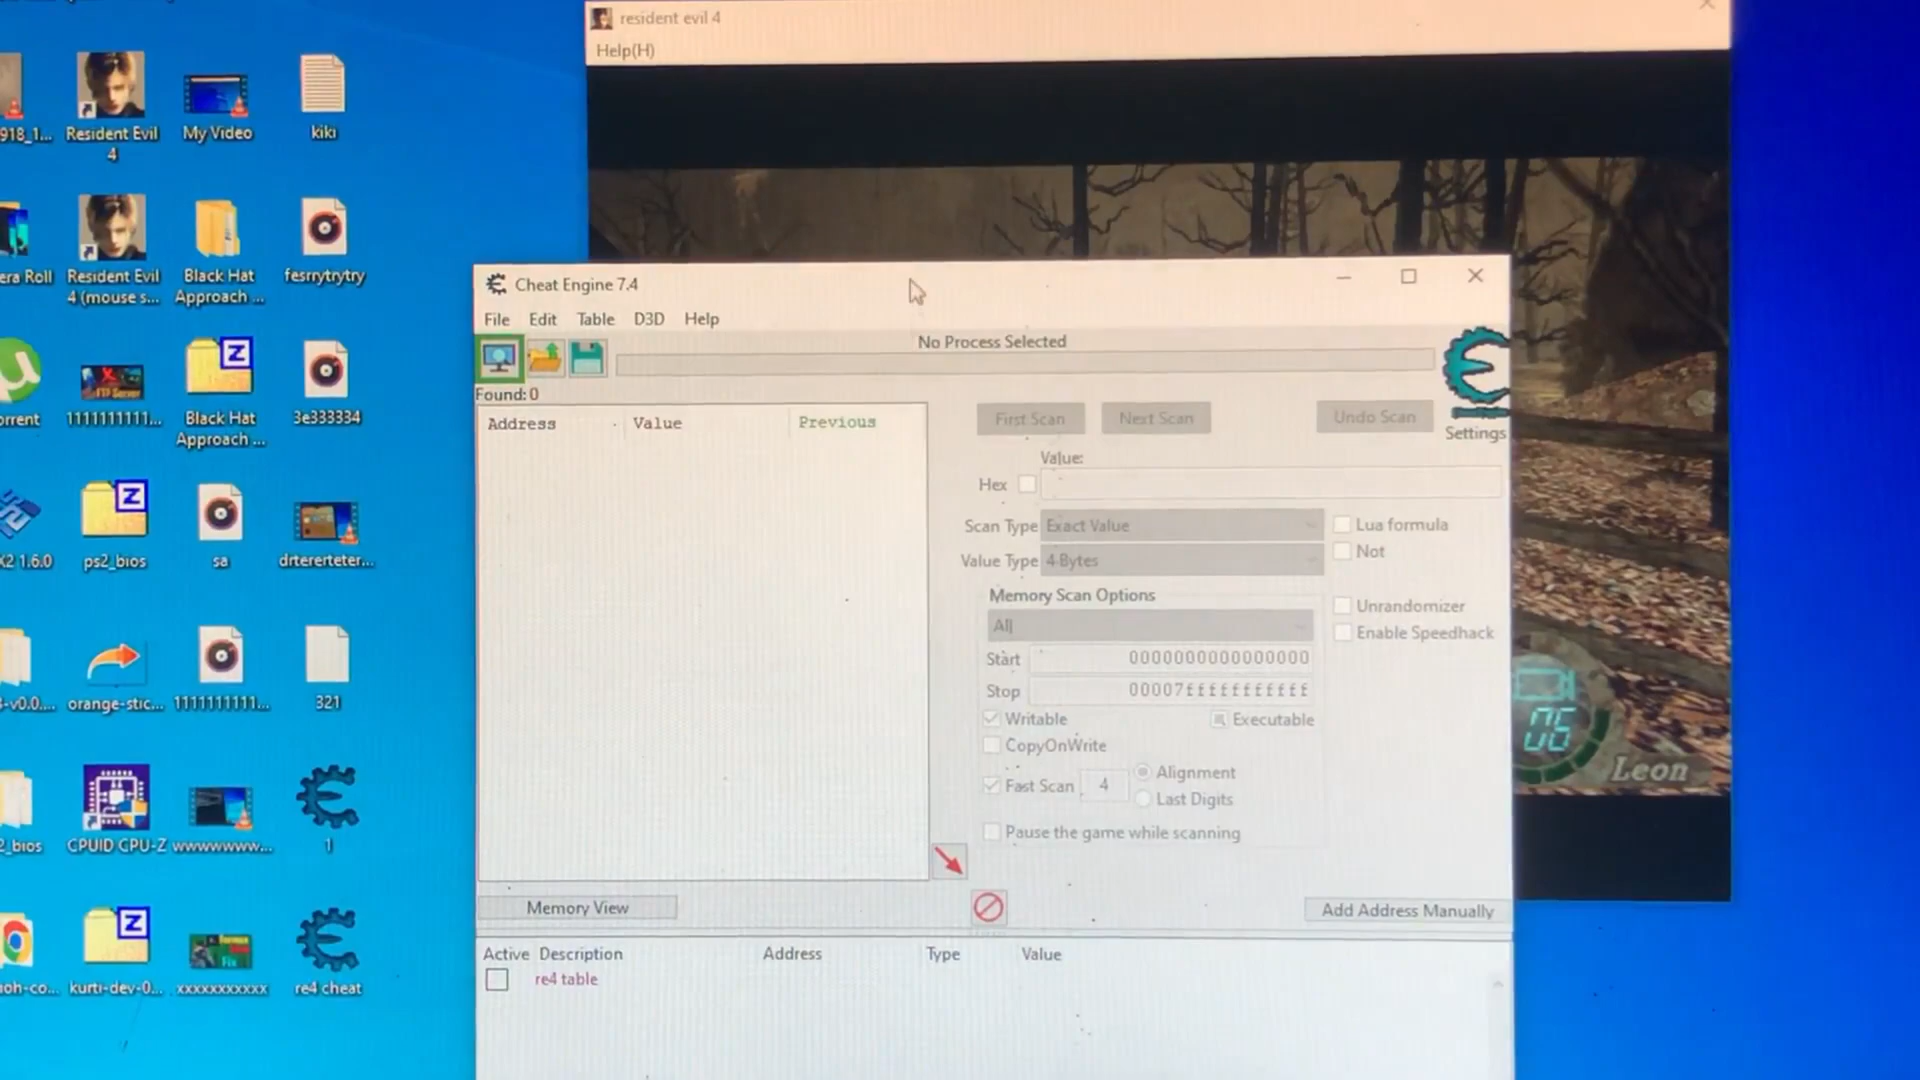 resident evil 4
Help(H)
918_1...
Resident Evil
4
My Video
kiki
era Roll
Resident Evil
4 (mouse s...
Black Hat
Approach ...
fesrrytrytry
orrent
1111111111...
Black Hat
Approach ...
3e333334
X2 1.6.0
ps2_bios
sa
drtererteter...
3-v0.0....
orange-stic...
1111111111...
321
2_bios
CPUID CPU-Z
wwwwwww...
1
oh-co...
kurti-dev-0...
xxxxxxxxxxx
re4 cheat
Cheat Engine 7.4
File Edit Table D3D Help
No Process Selected
Found: 0
Address Value Previous
First Scan Next Scan Undo Scan
Settings
Value:
Hex
Scan Type Exact Value
Lua formula
Value Type 4 Bytes
Not
Memory Scan Options
All
Unrandomizer
Enable Speedhack
Start 0000000000000000
Stop 00007fffffffffff
Writable Executable
CopyOnWrite
Fast Scan 4 Alignment
Last Digits
Pause the game while scanning
Memory View
Add Address Manually
Active Description Address Type Value
re4 table
06
Leon